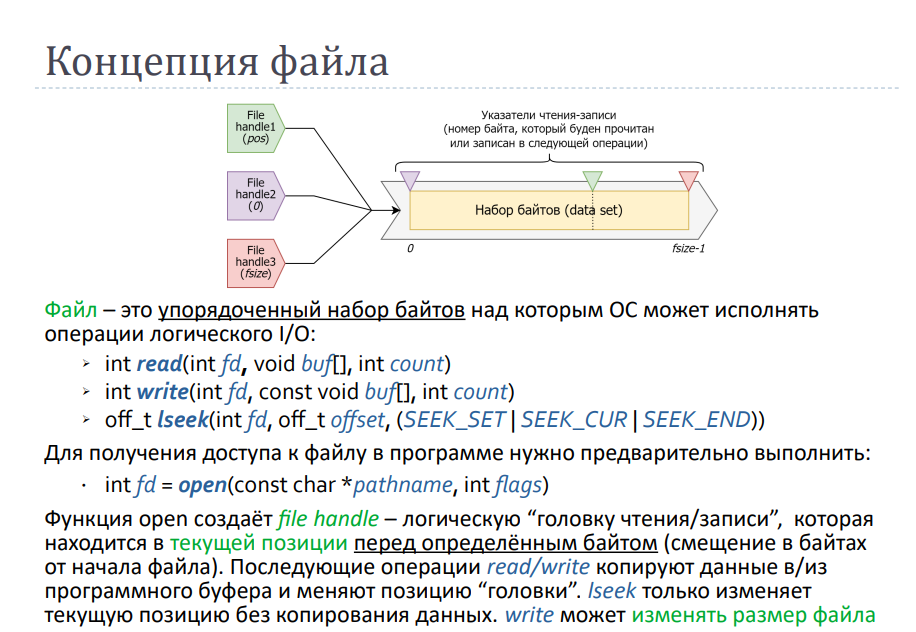 Концепция файла
File
handle1
(pos)
File
handle2
(0)
File
handle3
(fsize)
Указатели чтения-записи
(номер байта, который буден прочитан
или записан в следующей операции)
Набор байтов (data set)
0
fsize-1
Файл – это упорядоченный набор байтов над которым ОС может исполнять
операции логического I/O:
➢ int read(int fd, void buf[], int count)
➢ int write(int fd, const void buf[], int count)
➢ off_t lseek(int fd, off_t offset, (SEEK_SET | SEEK_CUR | SEEK_END))
Для получения доступа к файлу в программе нужно предварительно выполнить:
• int fd = open(const char *pathname, int flags)
Функция open создаёт file handle – логическую “головку чтения/записи”, которая
находится в текущей позиции перед определённым байтом (смещение в байтах
от начала файла). Последующие операции read/write копируют данные в/из
программного буфера и меняют позицию “головки”. lseek только изменяет
текущую позицию без копирования данных. write может изменять размер файла